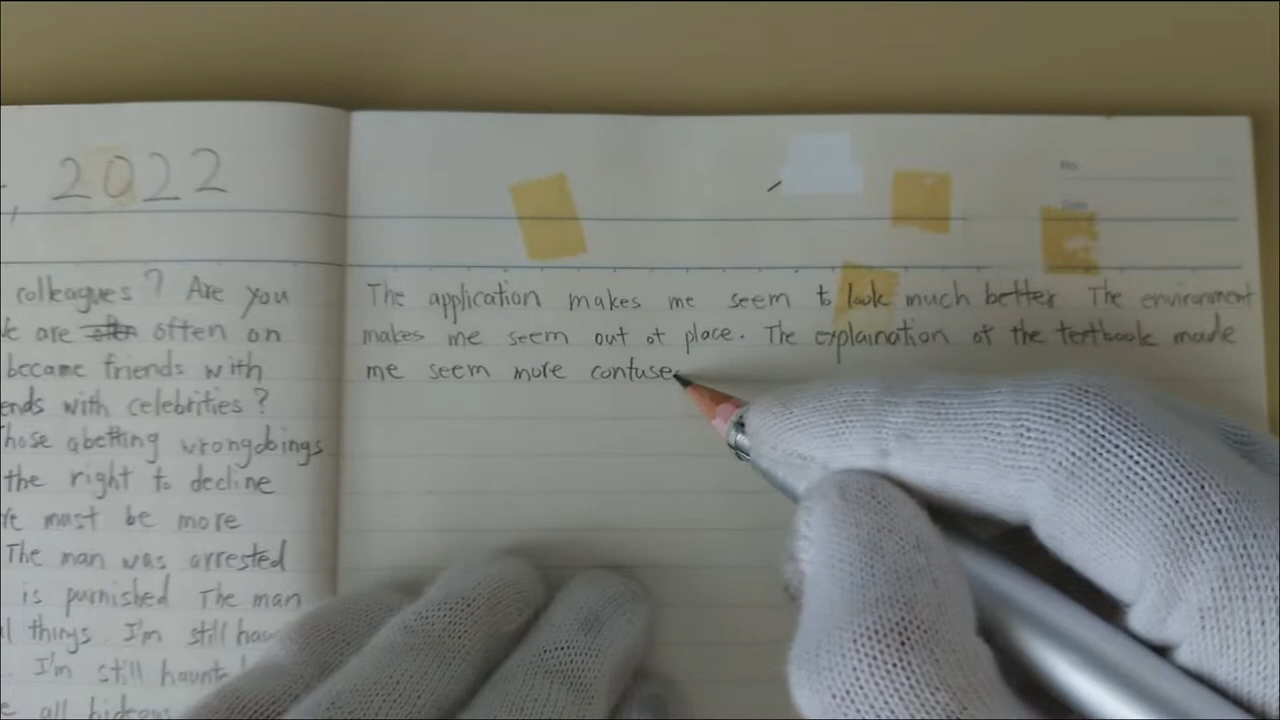 , 2022
colleagues? Are you
are often on
became friends with
ends with celebrities?
hose abetting wrongdoings
the right to decline
must be more
The man was arrested
is purnished The man
things I'm still
I'm still
all
No.
Date
The application makes me seem to look much better The environment
makes me seem out of place. The explaination of the textbook made
me seem more confuse